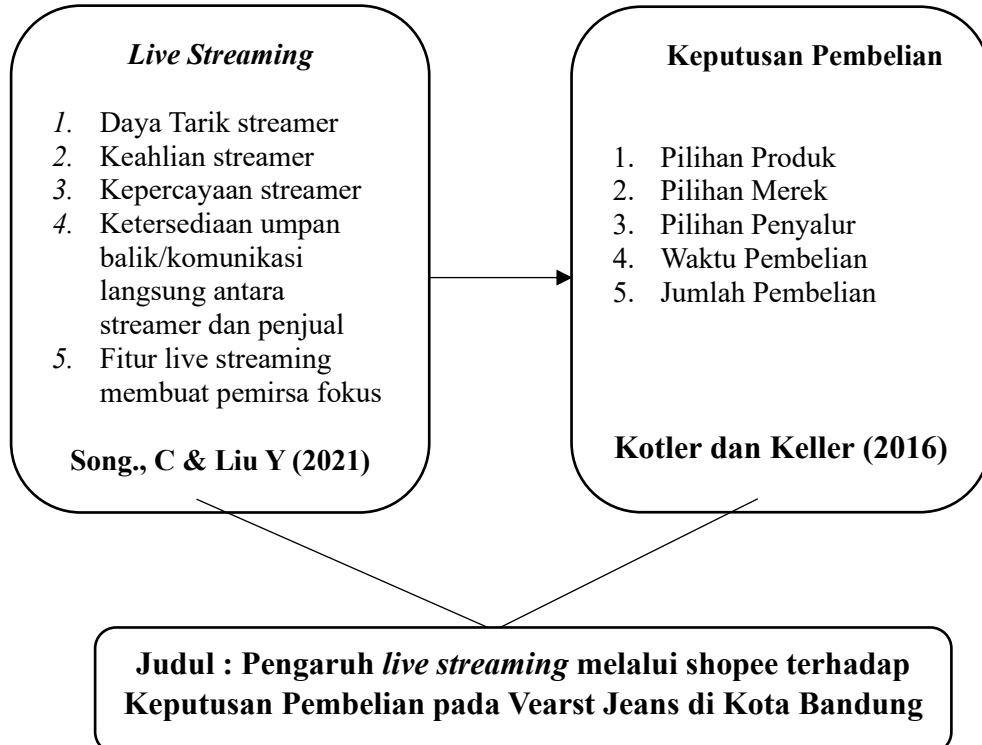 Live Streaming
1. Daya Tarik streamer
2. Keahlian streamer
3. Kepercayaan streamer
4. Ketersediaan umpan
balik/komunikasi
langsung antara
streamer dan penjual
5. Fitur live streaming
membuat pemirsa fokus
Song., C & Liu Y (2021)
Keputusan Pembelian
1. Pilihan Produk
2. Pilihan Merek
3. Pilihan Penyalur
4. Waktu Pembelian
5. Jumlah Pembelian
Kotler dan Keller (2016)
Judul : Pengaruh live streaming melalui shopee terhadap
Keputusan Pembelian pada Vearst Jeans di Kota Bandung